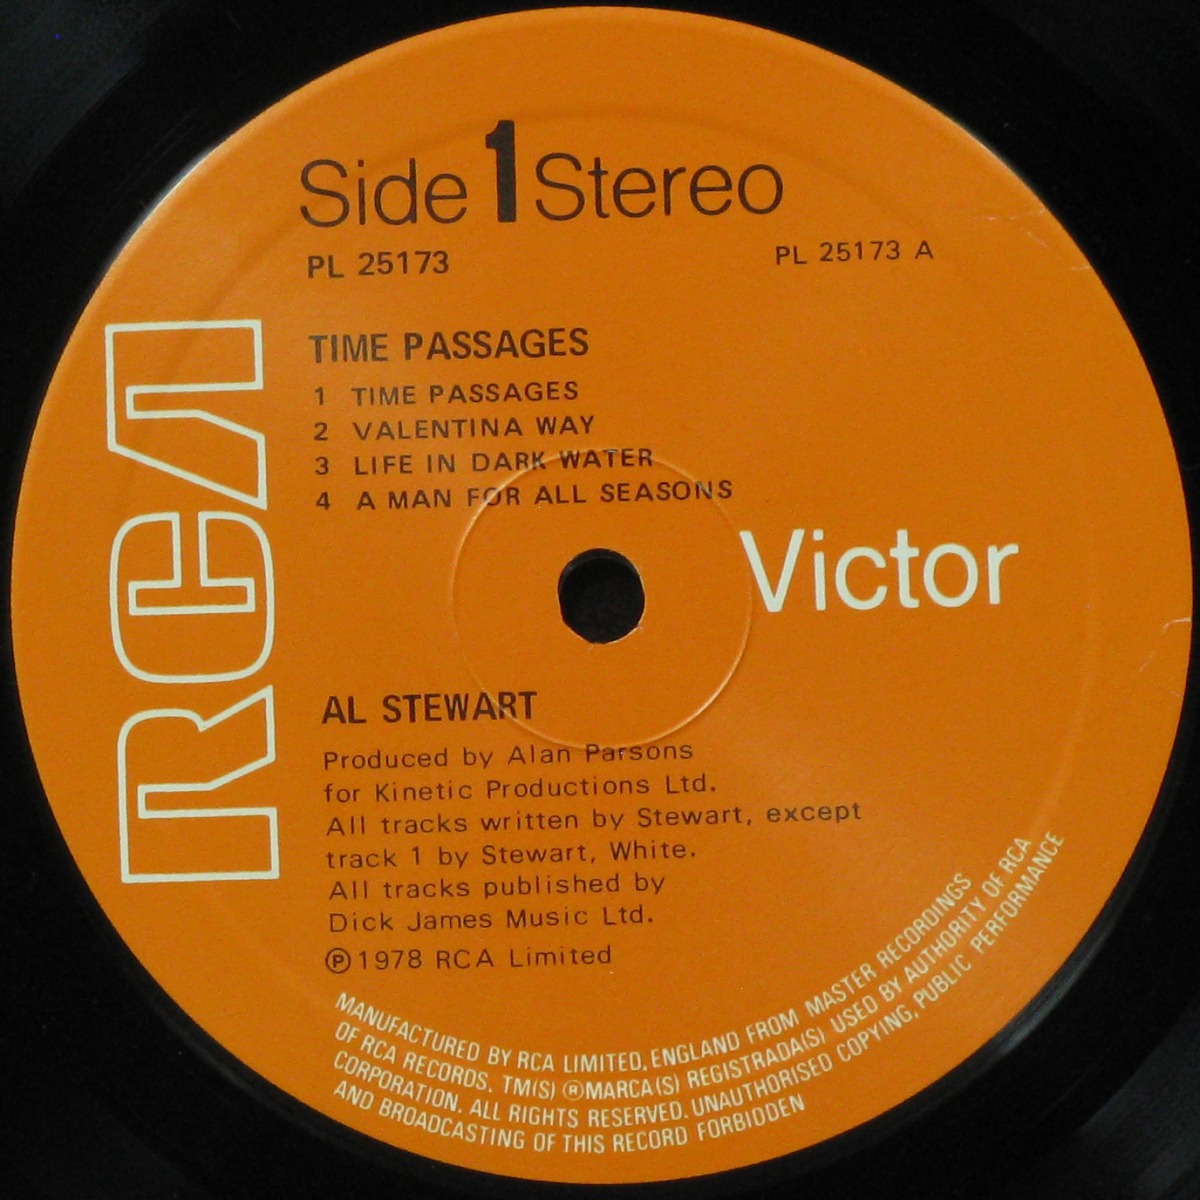 Side 1 Stereo
PL 25173
PL 25173 A
TIME PASSAGES
1 TIME PASSAGES
2 VALENTINA WAY
3 LIFE IN DARK WATER
4 A MAN FOR ALL SEASONS
RCA
Victor
AL STEWART
Produced by Alan Parsons
for Kinetic Productions Ltd.
All tracks written by Stewart, except
track 1 by Stewart, White.
All tracks published by
Dick James Music Ltd.
Ⓟ1978 RCA Limited
MANUFACTURED BY RCA LIMITED, ENGLAND FROM MASTER RECORDINGS
OF RCA RECORDS. TM(S) ®MARCA(S) REGISTRADA(S) USED BY AUTHORITY OF RCA
CORPORATION. ALL RIGHTS RESERVED. UNAUTHORISED COPYING, PUBLIC PERFORMANCE
AND BROADCASTING OF THIS RECORD FORBIDDEN